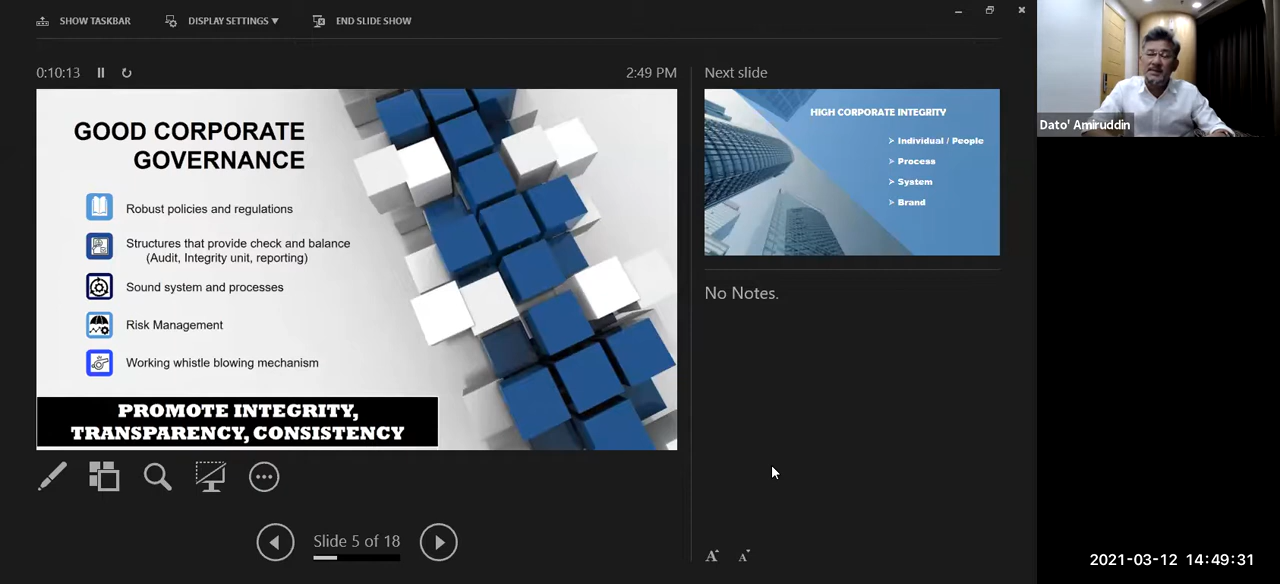 SHOW TASKBAR
DISPLAY SETTINGS ▼
END SLIDE SHOW
0:10:13
2:49 PM
GOOD CORPORATE
GOVERNANCE
Robust policies and regulations
Structures that provide check and balance
(Audit, Integrity unit, reporting)
Sound system and processes
Risk Management
Working whistle blowing mechanism
PROMOTE INTEGRITY,
TRANSPARENCY, CONSISTENCY
Slide 5 of 18
Next slide
HIGH CORPORATE INTEGRITY
➢ Individual / People
➢ Process
➢ System
➢ Brand
No Notes.
A A
Dato' Amiruddin
2021-03-12 14:49:31